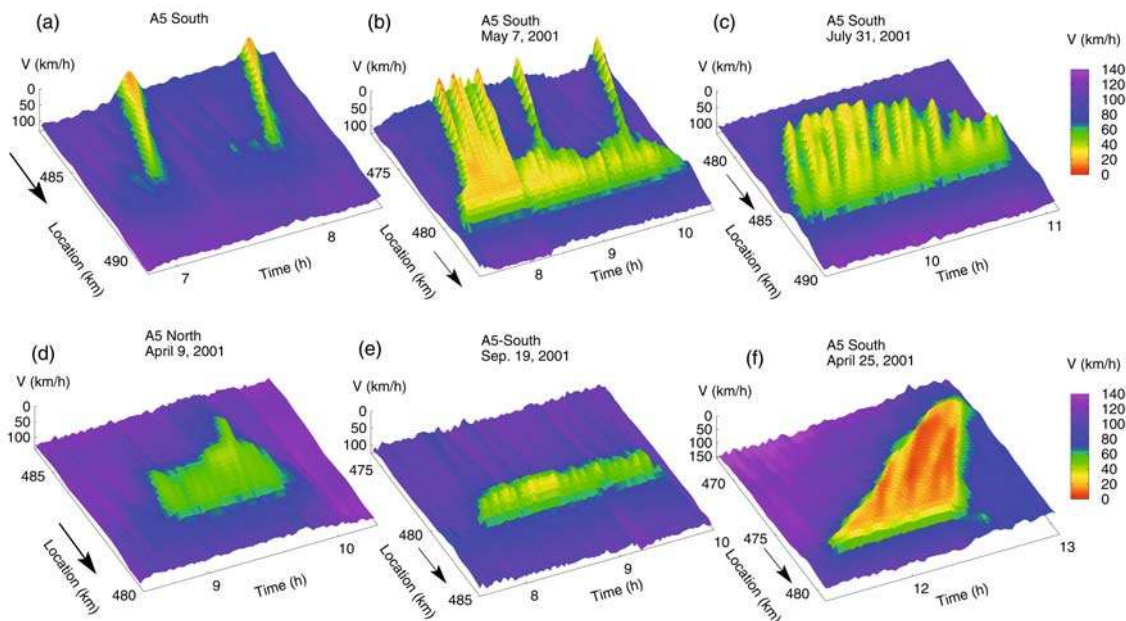 (a)
A5 South
V (km/h)
0
50
100
485
490
Location (km)
7
8
Time (h)
(b)
A5 South
May 7, 2001
V (km/h)
0
50
100
475
480
Location (km)
8
9
10
Time (h)
(c)
A5 South
July 31, 2001
V (km/h)
0
50
100
480
485
490
Location (km)
10
11
Time (h)
V (km/h)
140
120
100
80
60
40
20
0
(d)
A5 North
April 9, 2001
V (km/h)
0
50
100
485
480
Location (km)
9
10
Time (h)
(e)
A5-South
Sep. 19, 2001
V (km/h)
0
50
100
475
480
485
Location (km)
8
9
10
Time (h)
(f)
A5 South
April 25, 2001
V (km/h)
0
50
100
150
470
475
480
Location (km)
12
13
Time (h)
V (km/h)
140
120
100
80
60
40
20
0